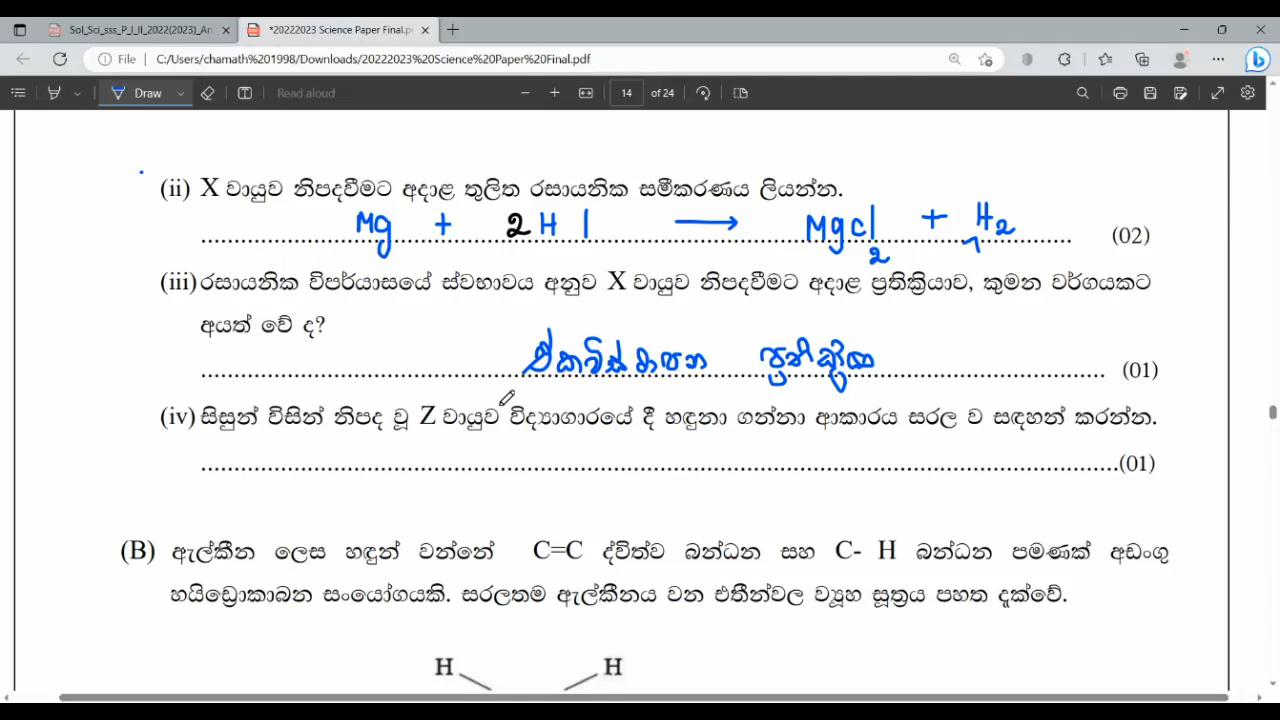 Sol_Sci_sss_P_I_II_2022(2023)_An
*20222023 Science Paper Final.p
File C:/Users/chamath%201998/Downloads/20222023%20Science%20Paper%20Final.pdf
Draw Read aloud 14 of 24
(ii) X වායුව නිපදවීමට අදාළ තුලිත රසායනික සමීකරණය ලියන්න.
Mg + 2 H l → Mgcl2 + H2
(02)
(iii) රසායනික විපර්යාසයේ ස්වභාවය අනුව X වායුව නිපදවීමට අදාළ ප්‍රතික්‍රියාව, කුමන වර්ගයකට
අයත් වේ ද?
ඒකවිස්ථාපන
(01)
(iv) සිසුන් විසින් නිපද වූ Z වායුව විද්‍යාගාරයේ දී හඳුනා ගන්නා ආකාරය සරල ව සඳහන් කරන්න.
(01)
(B) ඇල්කීන ලෙස හඳුන් වන්නේ C=C ද්විත්ව බන්ධන සහ C- H බන්ධන පමණක් අඩංගු
හයිඩ්‍රොකාබන සංයෝගයකි. සරලතම ඇල්කීනය වන එතීන්වල ව්‍යුහ සූත්‍රය පහත දැක්වේ.
H H